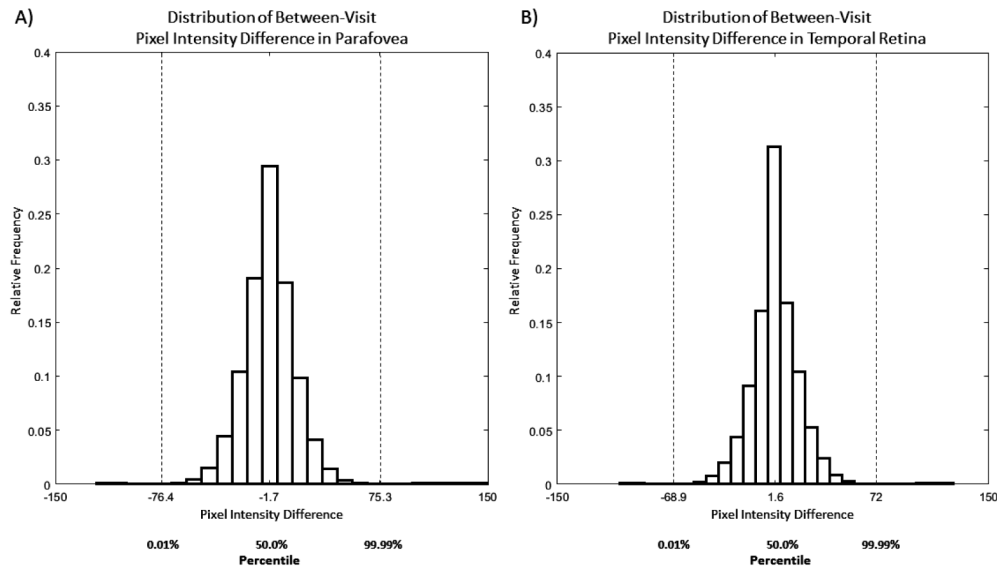 A)
Distribution of Between-Visit
Pixel Intensity Difference in Parafovea
0.4
0.35
0.3
0.25
0.2
0.15
0.1
0.05
0
Relative Frequency
-150 -76.4 -1.7 75.3 150
Pixel Intensity Difference
0.01% 50.0% 99.99%
Percentile
B)
Distribution of Between-Visit
Pixel Intensity Difference in Temporal Retina
0.4
0.35
0.3
0.25
0.2
0.15
0.1
0.05
0
Relative Frequency
-150 -68.9 1.6 72 150
Pixel Intensity Difference
0.01% 50.0% 99.99%
Percentile